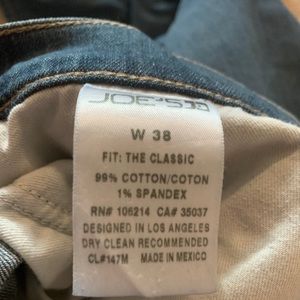 JOE'S
W 38
FIT: THE CLASSIC
99% COTTON/COTON
1% SPANDEX
RN# 106214 CA# 35037
DESIGNED IN LOS ANGELES
DRY CLEAN RECOMMENDED
CL#147M MADE IN MEXICO